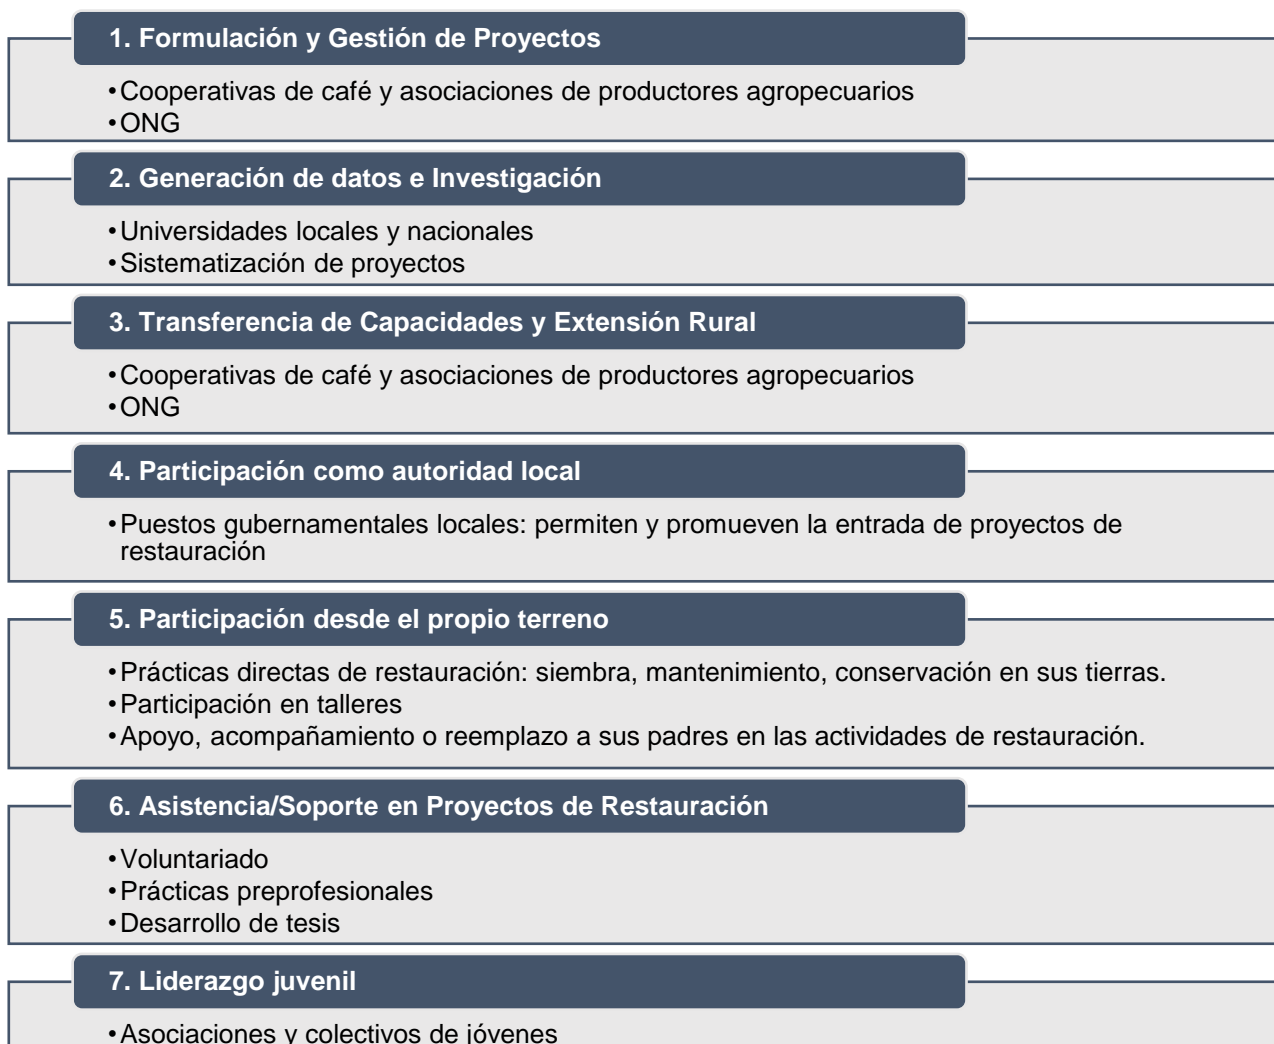 1. Formulación y Gestión de Proyectos
•Cooperativas de café y asociaciones de productores agropecuarios
•ONG
2. Generación de datos e Investigación
•Universidades locales y nacionales
•Sistematización de proyectos
3. Transferencia de Capacidades y Extensión Rural
•Cooperativas de café y asociaciones de productores agropecuarios
•ONG
4. Participación como autoridad local
•Puestos gubernamentales locales: permiten y promueven la entrada de proyectos de
restauración
5. Participación desde el propio terreno
•Prácticas directas de restauración: siembra, mantenimiento, conservación en sus tierras.
•Participación en talleres
•Apoyo, acompañamiento o reemplazo a sus padres en las actividades de restauración.
6. Asistencia/Soporte en Proyectos de Restauración
•Voluntariado
•Prácticas preprofesionales
•Desarrollo de tesis
7. Liderazgo juvenil
•Asociaciones y colectivos de jóvenes